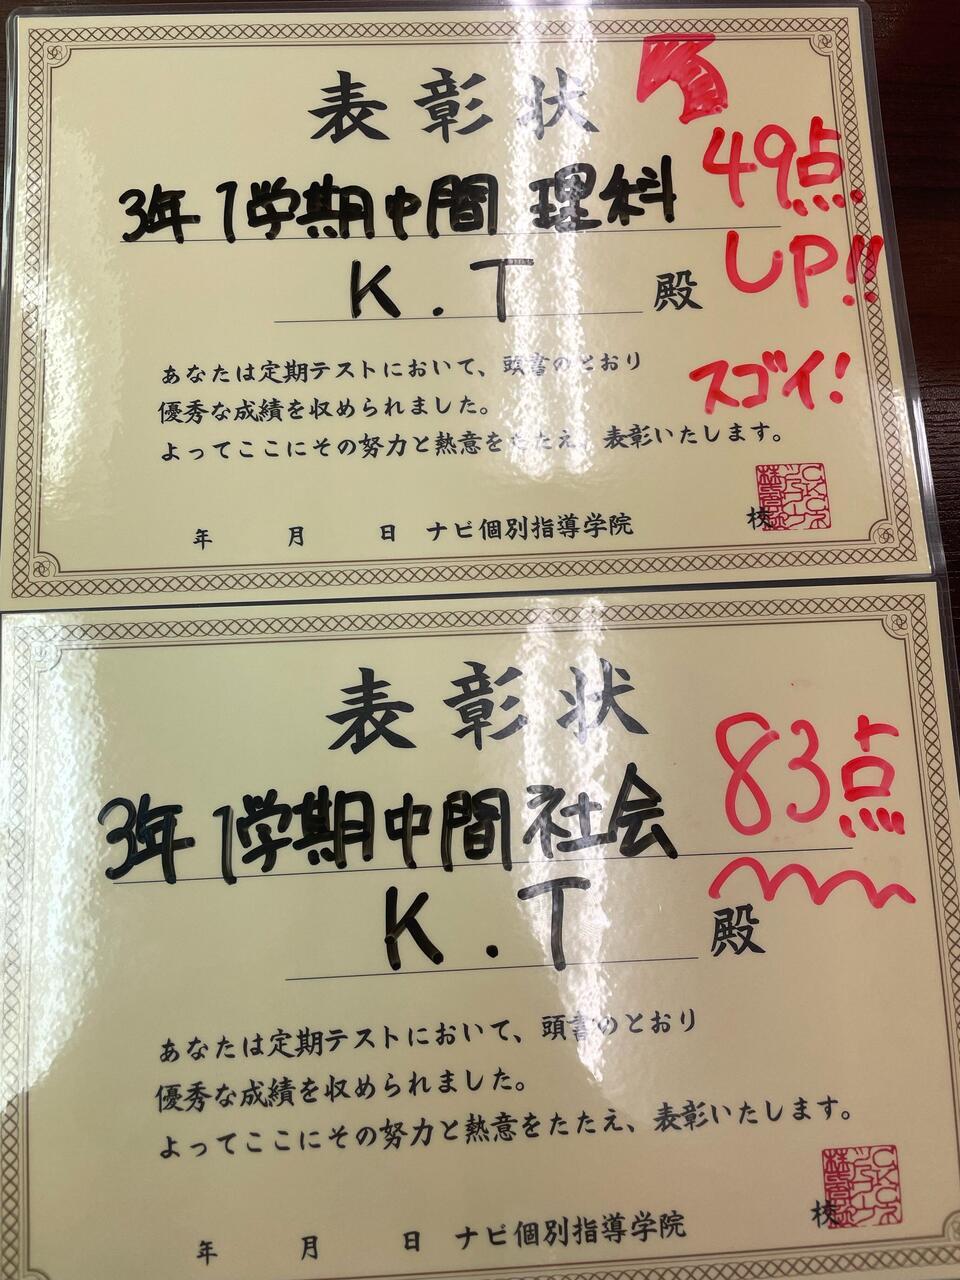 表彰状
49点
UP!!
スゴイ!
3年 1学期中間 理科
K.T 殿
あなたは定期テストにおいて、頭書のとおり
優秀な成績を収められました。
よってここにその努力と熱意をたたえ、表彰いたします。
年 月 日 ナビ個別指導学院 校
表彰状
83点
3年 1学期中間 社会
K.T 殿
あなたは定期テストにおいて、頭書のとおり
優秀な成績を収められました。
よってここにその努力と熱意をたたえ、表彰いたします。
年 月 日 ナビ個別指導学院 校